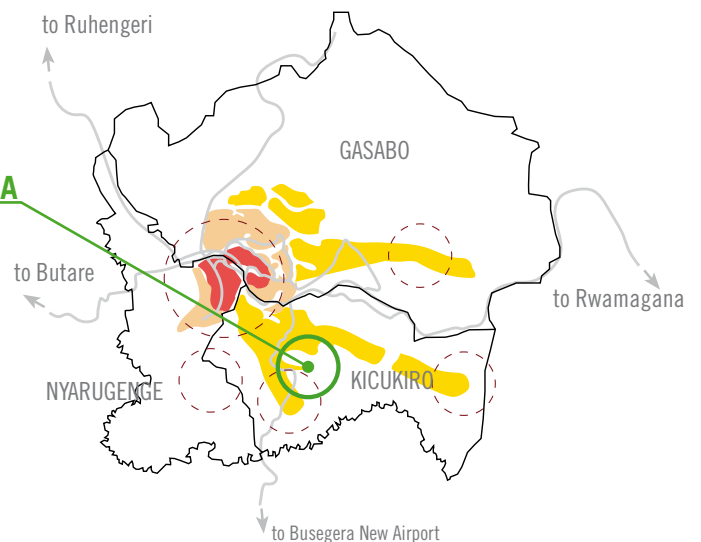 to Ruhengeri
GASABO
A
to Butare
to Rwamagana
NYARUGENGE
KICUKIRO
to Busegera New Airport